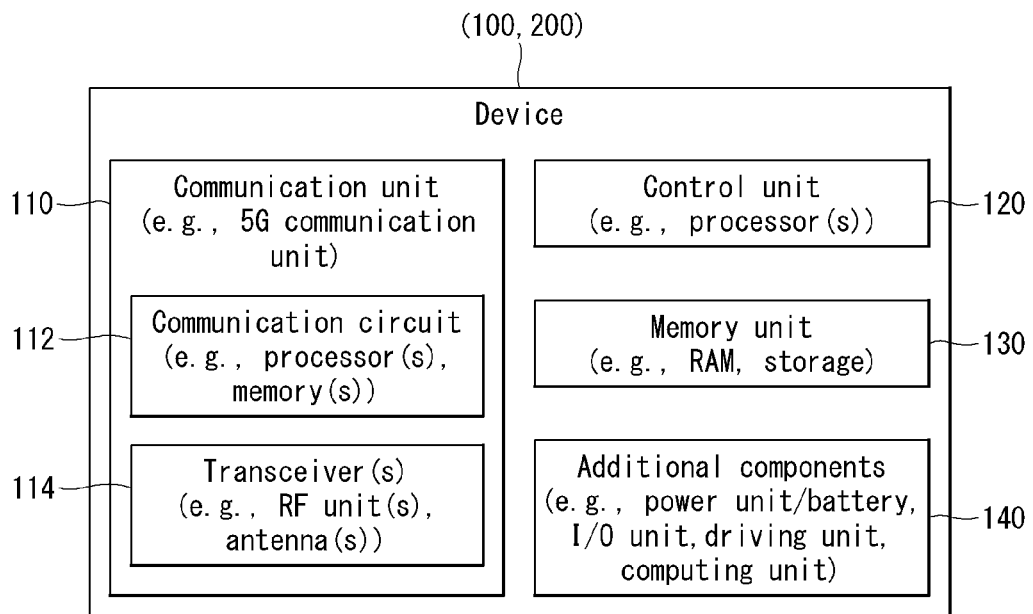 (100, 200)
Device
110
Communication unit
(e.g., 5G communication
unit)
112
Communication circuit
(e.g., processor(s),
memory(s))
114
Transceiver(s)
(e.g., RF unit(s),
antenna(s))
Control unit
(e.g., processor(s))
120
Memory unit
(e.g., RAM, storage)
130
Additional components
(e.g., power unit/battery,
I/O unit, driving unit,
computing unit)
140